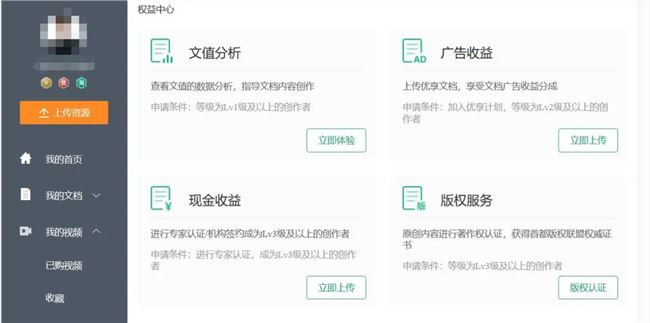 权益中心
上传资源
我的首页
我的文档
我的视频
已购视频
收藏
文值分析
查看文值的数据分析，指导文档内容创作
申请条件：等级为Lv1级及以上的创作者
立即体验
AD
广告收益
上传优享文档，享受文档广告收益分成
申请条件：加入优享计划，等级为Lv2级及以上的创
作者
立即上传
¥
现金收益
进行专家认证/机构签约成为Lv3级及以上的创作者
申请条件：进行专家认证，成为Lv3级及以上的创作
者
立即上传
版
版权服务
原创内容进行著作权认证，获得首都版权联盟权威证
书
申请条件：等级为Lv3级及以上的创作者
版权认证